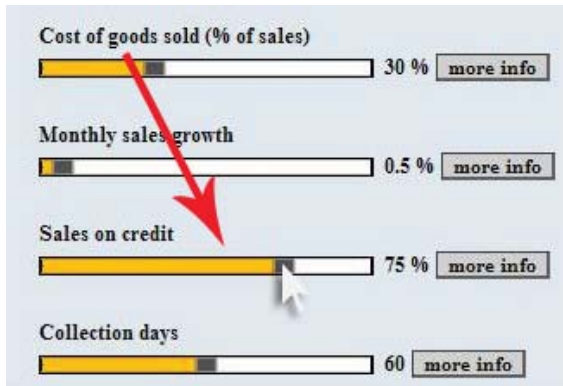 Cost of goods sold (% of sales)
30 % more info
Monthly sales growth
0.5 % more info
Sales on credit
75 % more info
Collection days
60 more info